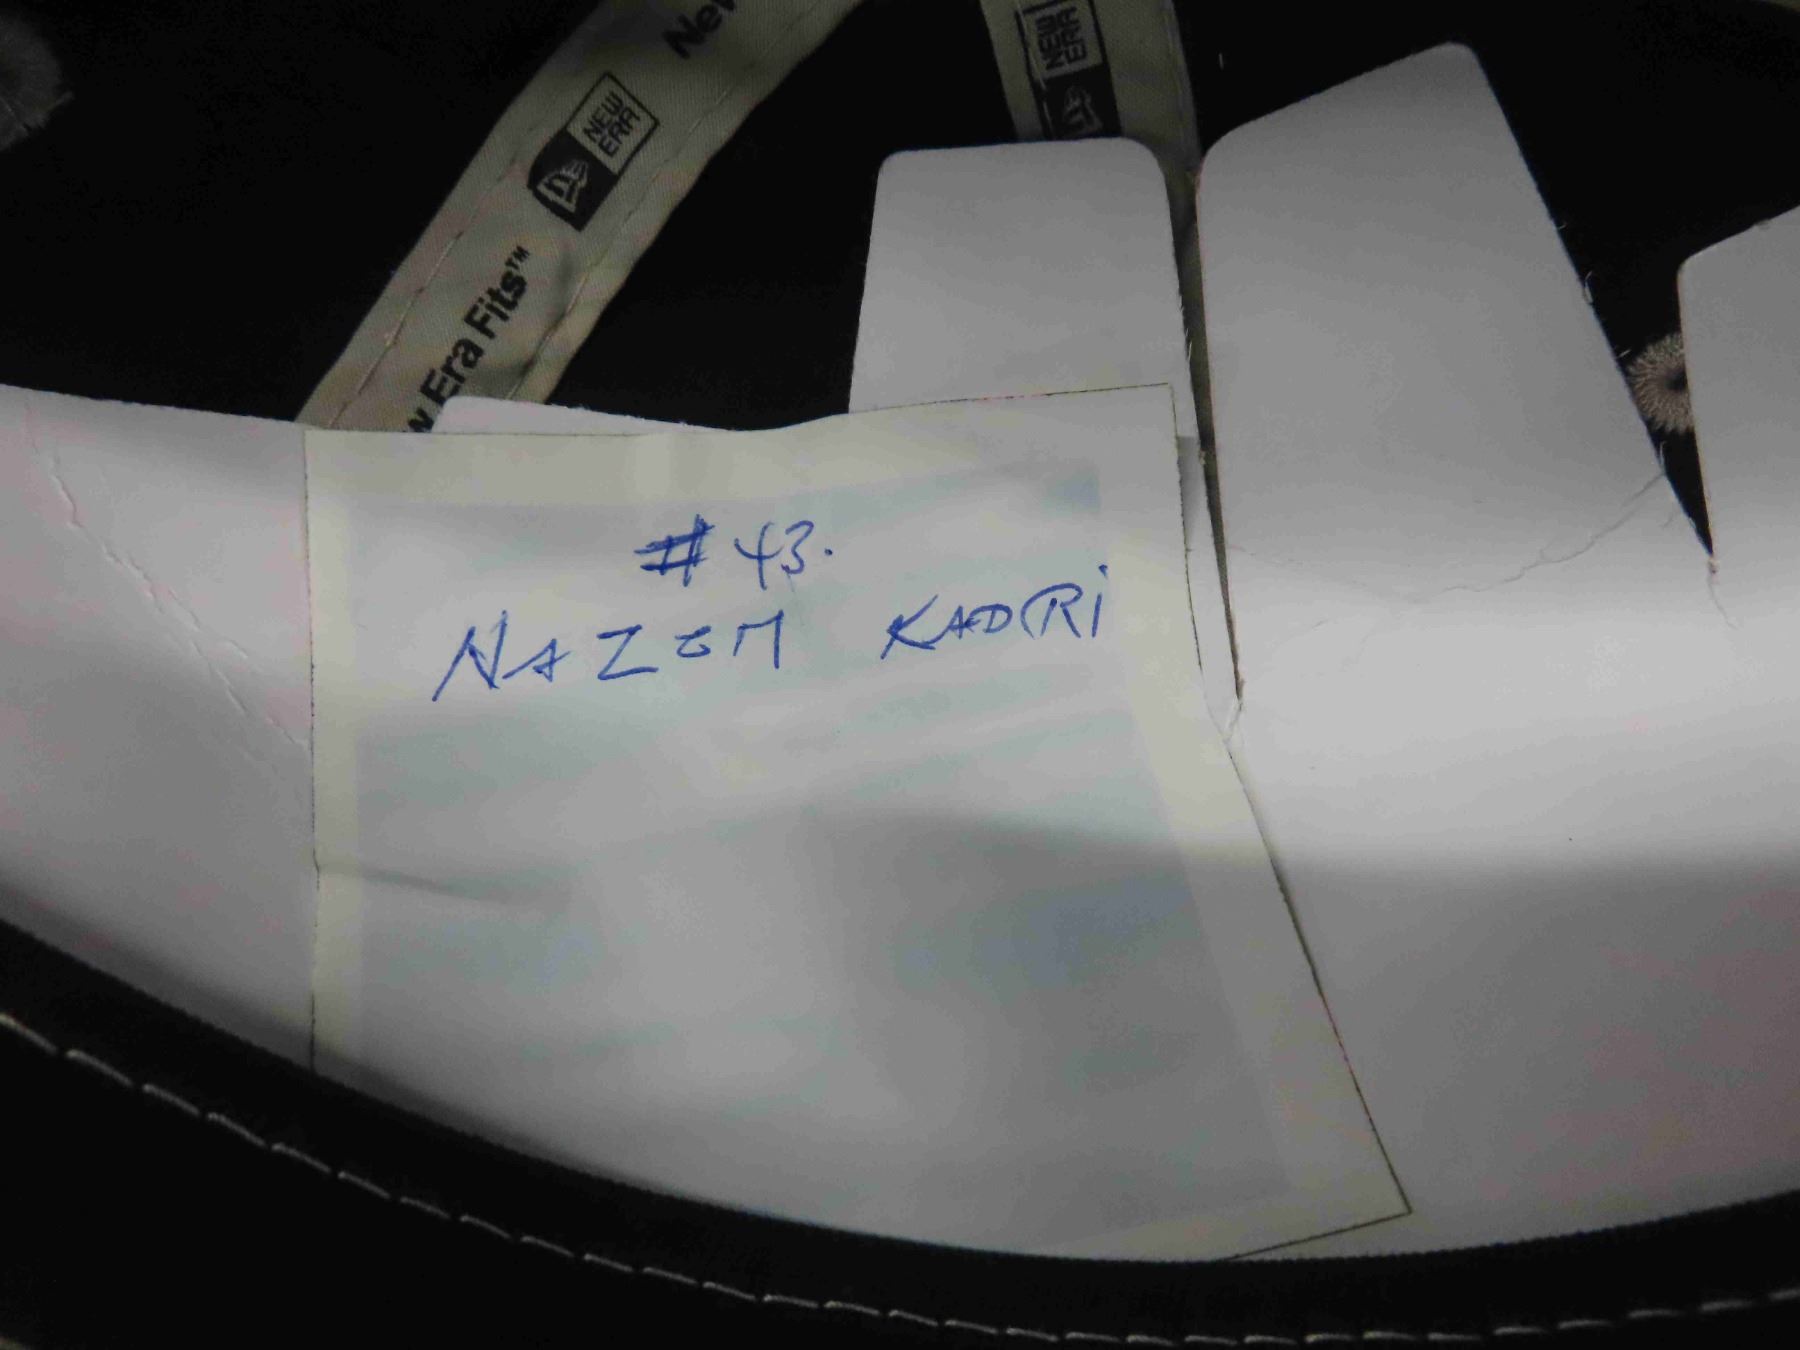 New
NEW
ERA
NEW
ERA
w Era Fits™
# 43.
NAZEM KADRI